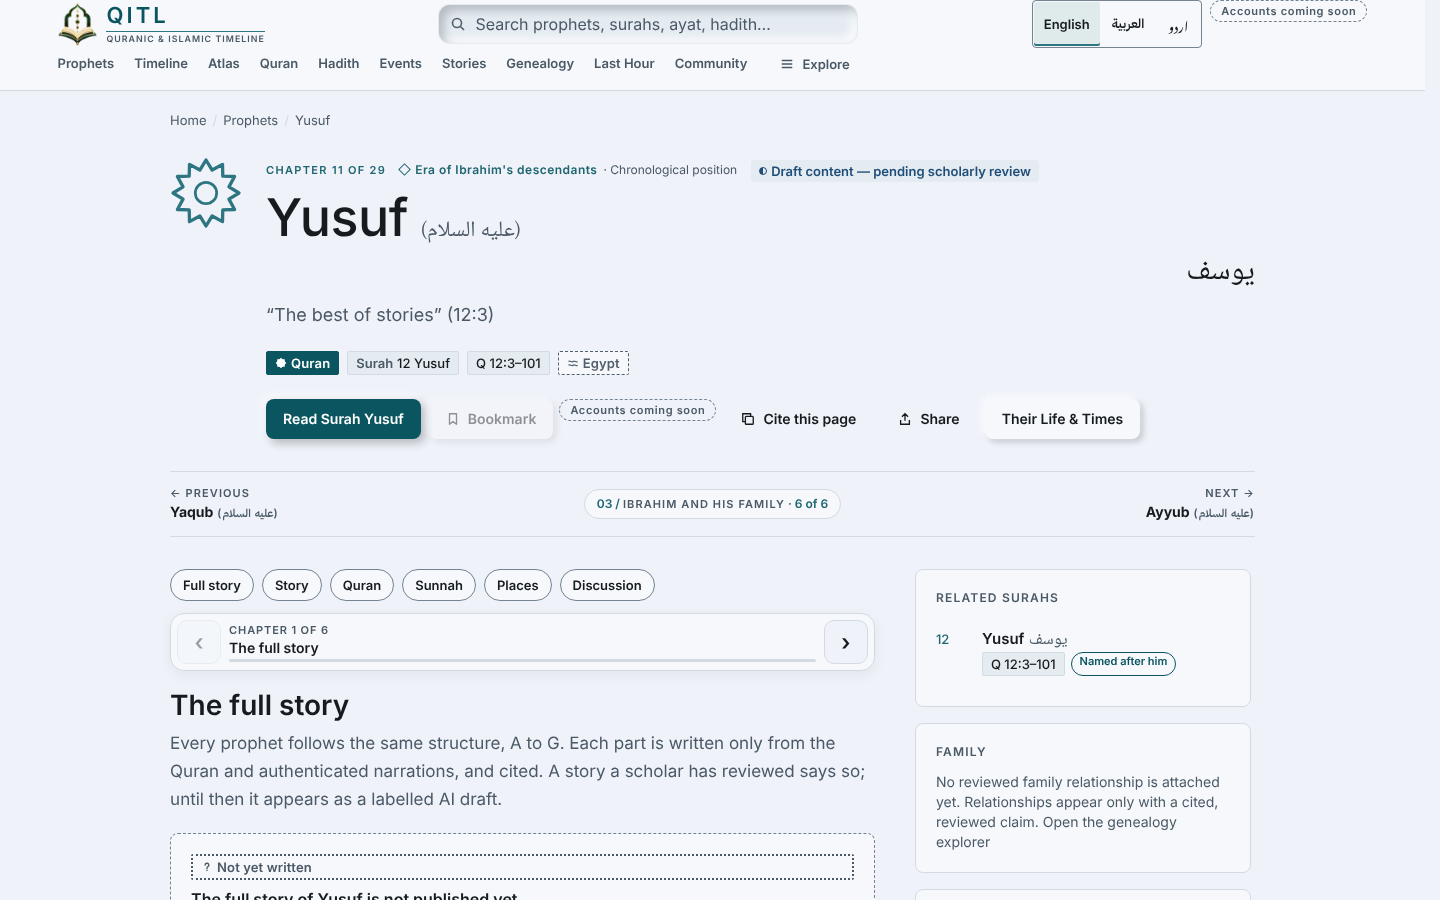 QITL
QURANIC & ISLAMIC TIMELINE
Search prophets, surahs, ayat, hadith...
English
العربية
اردو
Accounts coming soon
Prophets Timeline Atlas Quran Hadith Events Stories Genealogy Last Hour Community Explore
Home / Prophets / Yusuf
CHAPTER 11 OF 29 Era of Ibrahim's descendants · Chronological position Draft content — pending scholarly review
Yusuf (عليه السلام)
يوسف
“The best of stories” (12:3)
Quran Surah 12 Yusuf Q 12:3–101 Egypt
Read Surah Yusuf Bookmark Accounts coming soon Cite this page Share Their Life & Times
← PREVIOUS
Yaqub (عليه السلام)
03 / IBRAHIM AND HIS FAMILY · 6 of 6
NEXT →
Ayyub (عليه السلام)
Full story Story Quran Sunnah Places Discussion
‹
CHAPTER 1 OF 6
The full story
›
The full story
Every prophet follows the same structure, A to G. Each part is written only from the
Quran and authenticated narrations, and cited. A story a scholar has reviewed says so;
until then it appears as a labelled AI draft.
? Not yet written
The full story of Yusuf is not published yet
RELATED SURAHS
12 Yusuf يوسف
Q 12:3–101 Named after him
FAMILY
No reviewed family relationship is attached
yet. Relationships appear only with a cited,
reviewed claim. Open the genealogy
explorer